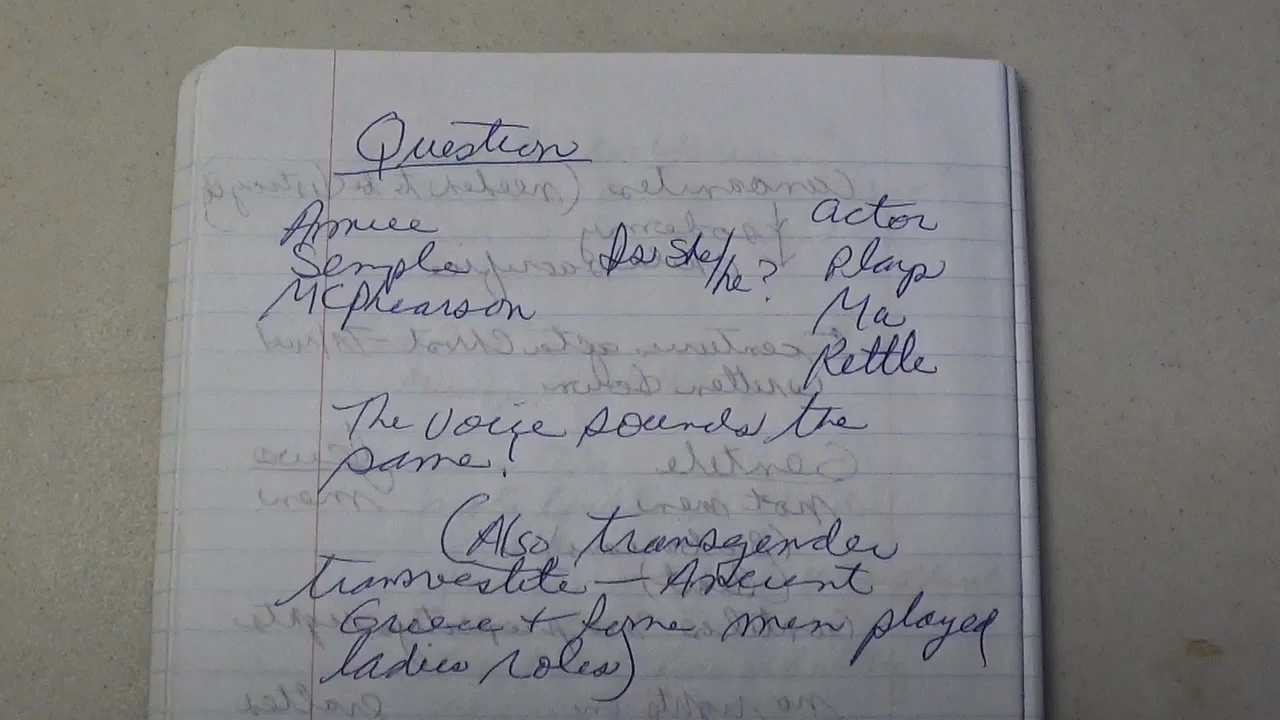 Question
Aimee
Semple
McPhearson
Is she/he?
actor
plays
Ma
Kettle
The voice sounds the
same!
(Also transgender
transvestite — Ancient
Greece + Rome men played
ladies roles)